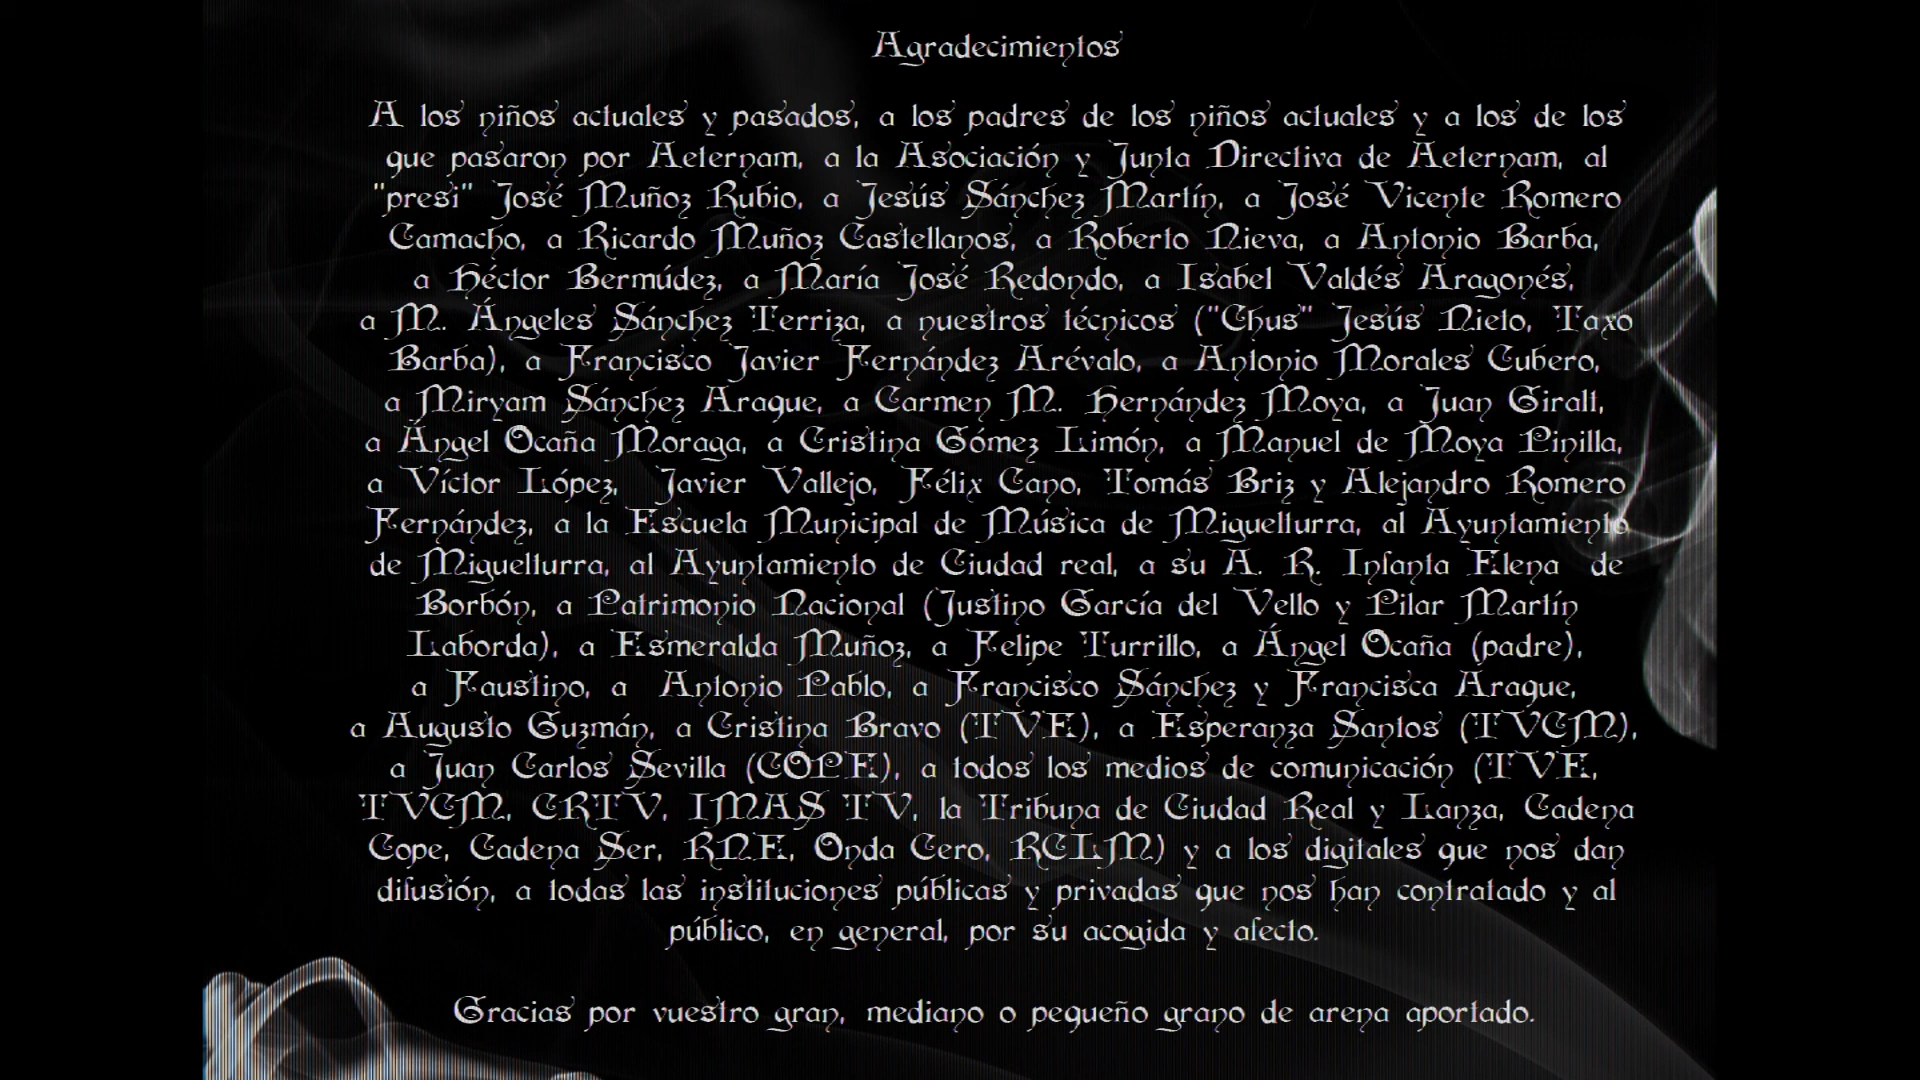 Agradecimientos
A los niños actuales y pasados, a los padres de los niños actuales y a los de los
que pasaron por Aeternam, a la Asociación y Junta Directiva de Aeternam, al
"presi" José Muñoz Rubio, a Jesús Sánchez Martín, a José Vicente Romero
Camacho, a Ricardo Muñoz Castellanos, a Roberto Nieva, a Antonio Barba,
a Héctor Bermúdez, a María José Redondo, a Isabel Valdés Aragonés,
a M. Ángeles Sánchez Terriza, a nuestros técnicos ("Chus" Jesús Nieto, Taxo
Barba), a Francisco Javier Fernández Arévalo, a Antonio Morales Cubero,
a Miryam Sánchez Araque, a Carmen M. Hernández Moya, a Juan Giralt,
a Ángel Ocaña Moraga, a Cristina Gómez Limón, a Manuel de Moya Pinilla,
a Víctor López, Javier Vallejo, Félix Cano, Tomás Briz y Alejandro Romero
Fernández, a la Escuela Municipal de Música de Miguelturra, al Ayuntamiento
de Miguelturra, al Ayuntamiento de Ciudad real, a su A. R. Infanta Elena de
Borbón, a Patrimonio Nacional (Justino García del Vello y Pilar Martín
Laborda), a Esmeralda Muñoz, a Felipe Turrillo, a Ángel Ocaña (padre),
a Faustino, a Antonio Pablo, a Francisco Sánchez y Francisca Araque,
a Augusto Guzmán, a Cristina Bravo (TVE), a Esperanza Santos (TVCM),
a Juan Carlos Sevilla (COPE), a todos los medios de comunicación (TVE,
TVCM, CRTV, IMAS TV, la Tribuna de Ciudad Real y Lanza, Cadena
Cope, Cadena Ser, RNE, Onda Cero, RCLM) y a los digitales que nos dan
difusión, a todas las instituciones públicas y privadas que nos han contratado y al
público, en general, por su acogida y afecto.
Gracias por vuestro gran, mediano o pequeño grano de arena aportado.